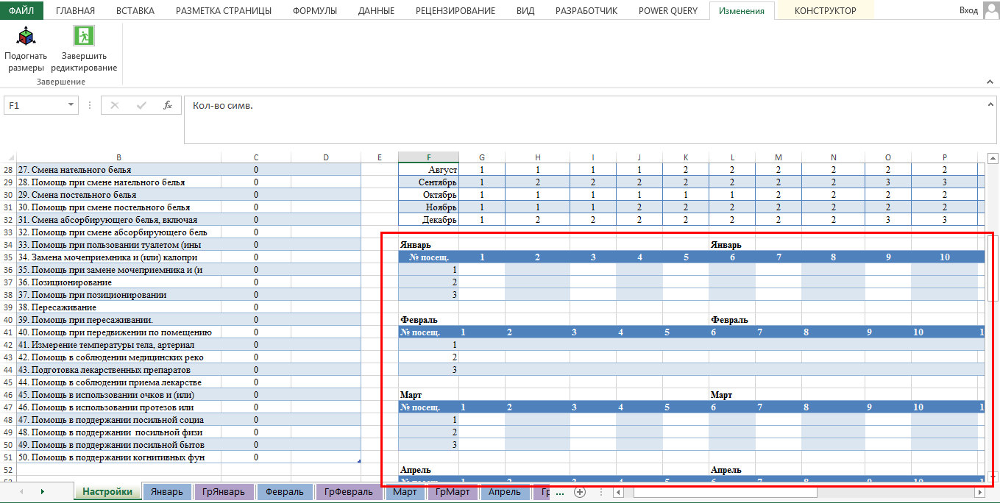 ФАЙЛ ГЛАВНАЯ ВСТАВКА РАЗМЕТКА СТРАНИЦЫ ФОРМУЛЫ ДАННЫЕ РЕЦЕНЗИРОВАНИЕ ВИД РАЗРАБОТЧИК POWER QUERY Изменения КОНСТРУКТОР Вход
Подогнать размеры
Завершить редиктирование
Завершение
F1 fx Кол-во симв.
B C D E F G H I J K L M N O P
28 27. Смена нательного белья 0 Август 1 1 1 1 2 2 2 2 2 2
29 28. Помощь при смене нательного белья 0 Сентябрь 1 2 2 2 2 2 2 2 3 3
30 29. Смена постельного белья 0 Октябрь 1 1 1 1 1 1 2 2 2 2
31 30. Помощь при смене постельного белья 0 Ноябрь 1 1 1 2 2 2 2 2 2 2
32 31. Смена абсорбирующего белья, включая 0 Декабрь 1 2 2 2 2 2 2 2 3 3
33 32. Помощь при смене абсорбирующего бель 0
34 33. Помощь при пользовании туалетом (ины 0 Январь Январь
35 34. Замена мочеприемника и (или) калопри 0 № посещ. 1 2 3 4 5 6 7 8 9 10
36 35. Помощь при замене мочеприемника и (и 0 1
37 36. Позиционирование 0 2
38 37. Помощь при позиционировании 0 3
39 38. Пересаживание 0
40 39. Помощь при пересаживании. 0 Февраль Февраль
41 40. Помощь при передвижении по помещению 0 № посещ. 1 2 3 4 5 6 7 8 9 10 1
42 41. Измерение температуры тела, артериал 0 1
43 42. Помощь в соблюдении медицинских реко 0 2
44 43. Подготовка лекарственных препаратов 0 3
45 44. Помощь в соблюдении приема лекарстве 0
46 45. Помощь в использовании очков и (или) 0 Март Март
47 46. Помощь в использовании протезов или 0 № посещ. 1 2 3 4 5 6 7 8 9 10 1
48 47. Помощь в поддержании посильной социа 0 1
49 48. Помощь в поддержании посильной физи 0 2
50 49. Помощь в поддержании посильной бытов 0 3
51 50. Помощь в поддержании когнитивных фун 0
52 Апрель Апрель
Настройки Январь ГрЯнварь Февраль ГрФевраль Март ГрМарт Апрель Гр ...